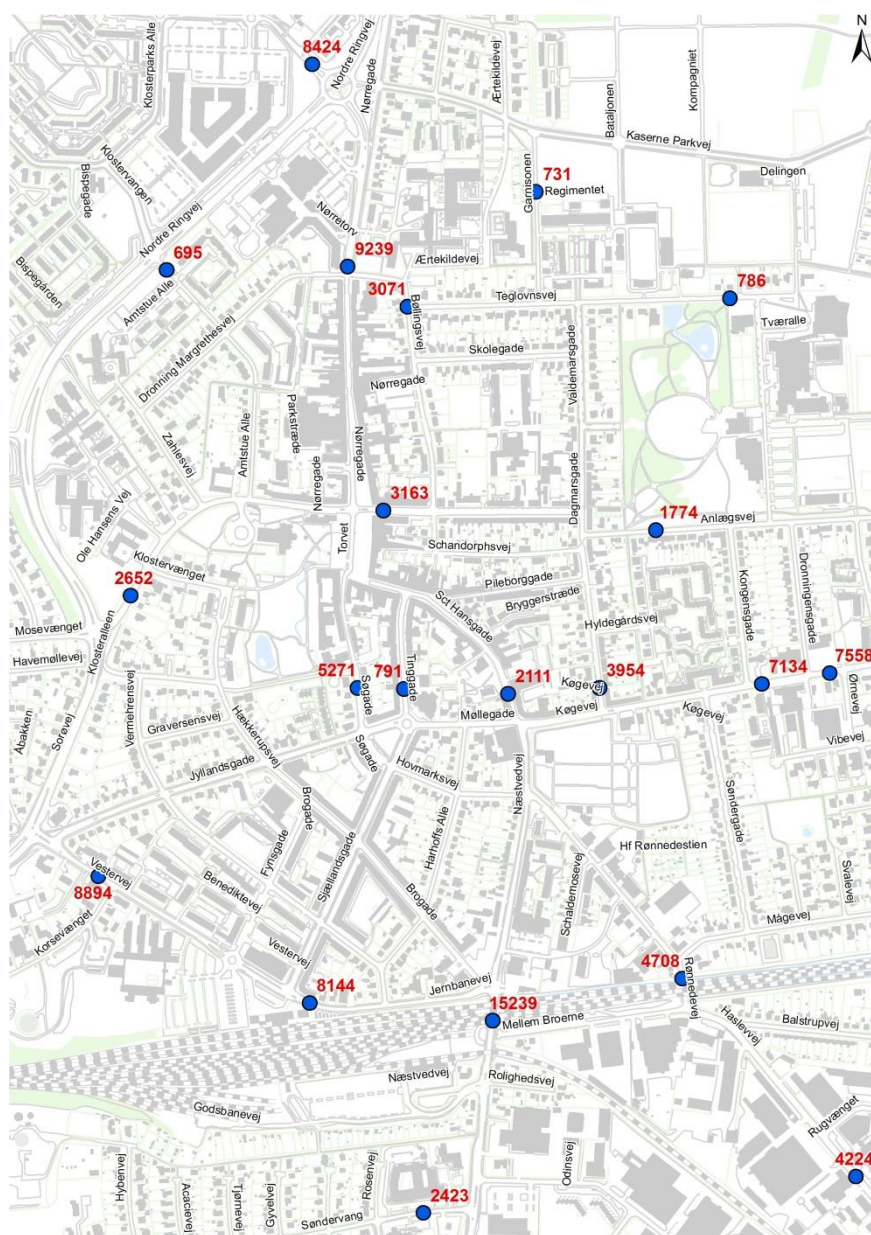 N
8424
Klosterparks Alle
Nordre Ringvej
Nørregade
Ærtekildevej
Bataljonen
Kompagniet
Kaserne Parkvej
Klostervangen
Bispegade
731
Garnisonen
Regimentet
Delingen
Nørretorv
Nordre Ringvej
695
9239
Ærtekildevej
Bispegården
Amtstue Alle
3071
Bøllingsvej
Teglovnsvej
786
Tværalle
Dronning Margrethesvej
Skolegade
Valdemarsgade
Nørregade
Parkstræde
Zahlesvej
Amtstue Alle
Nørregade
Nørregade
3163
Dagmarsgade
1774
Anlægsvej
Ole Hansens Vej
Torvet
Schandorphsvej
Klostervænget
Pileborggade
Kongensgade
Dronningensgade
2652
Sct Hansgade
Bryggerstræde
Hyldegårdsvej
Mosevænget
Havemøllevej
Klosteralleen
5271
791
Tinggade
2111
3954
7134
7558
Køgevej
Søgade
Møllegade
Køgevej
Køgevej
Ørnevej
Åbakken
Sorøvej
Vermehrensvej
Graversensvej
Hækkerupsvej
Vibevej
Jyllandsgade
Søgade
Hovmarksvej
Næstvedvej
Brogade
Søndergade
Fynsgade
Sjællandsgade
Harhoffs Alle
Hf Rønnedestien
Vestervej
8894
Benediktevej
Brogade
Schaldemosevej
Svalevej
Korsevænget
Mågevej
Vestervej
4708
Rønnedevej
8144
Jernbanevej
15239
Mellem Broerne
Haslevvej
Balstrupvej
Næstvedvej
Rolighedsvej
Godsbanevej
Rugvænget
4224
Hybenvej
Acacievej
Tjørnevej
Gyvelvej
Rosenvej
Odinsvej
2423
Søndervang